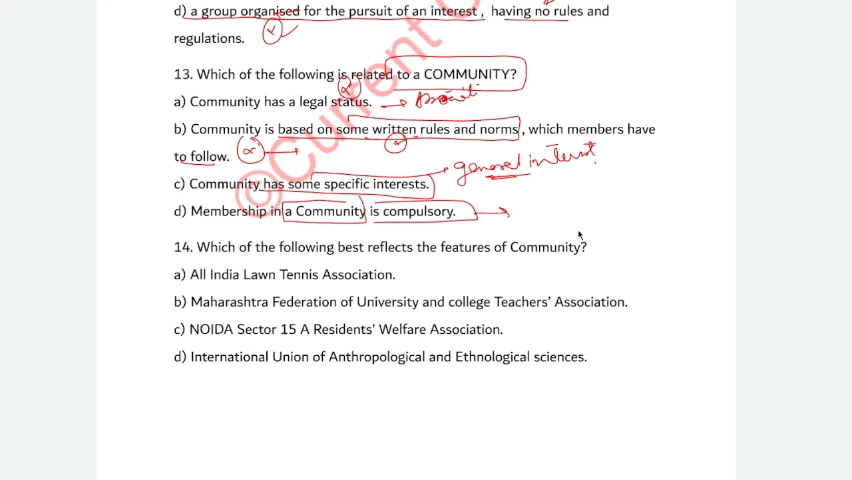 d) a group organised for the pursuit of an interest , having no rules and
regulations.
13. Which of the following is related to a COMMUNITY?
a) Community has a legal status.
b) Community is based on some written rules and norms , which members have
to follow.
general interest.
c) Community has some specific interests.
d) Membership in a Community is compulsory.
14. Which of the following best reflects the features of Community?
a) All India Lawn Tennis Association.
b) Maharashtra Federation of University and college Teachers' Association.
c) NOIDA Sector 15 A Residents' Welfare Association.
d) International Union of Anthropological and Ethnological sciences.
©Current